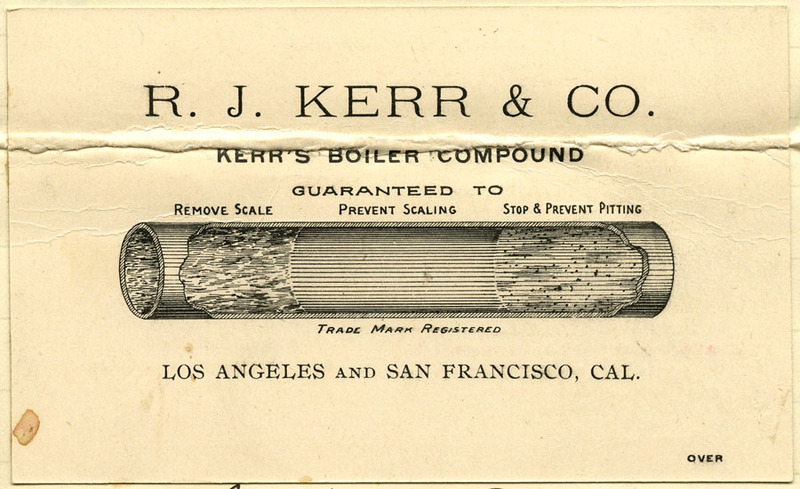 R. J. KERR & CO.
KERR'S BOILER COMPOUND
GUARANTEED TO
REMOVE SCALE PREVENT SCALING STOP & PREVENT PITTING
TRADE MARK REGISTERED
LOS ANGELES AND SAN FRANCISCO, CAL.
OVER